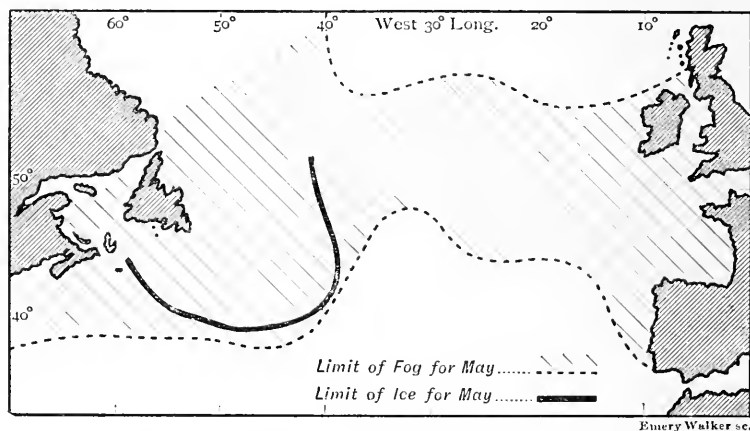 60° 50° 40° West 30° Long. 20° 10°
50°
40°
Limit of Fog for May.....
Limit of Ice for May.......
Emery Walker sc.